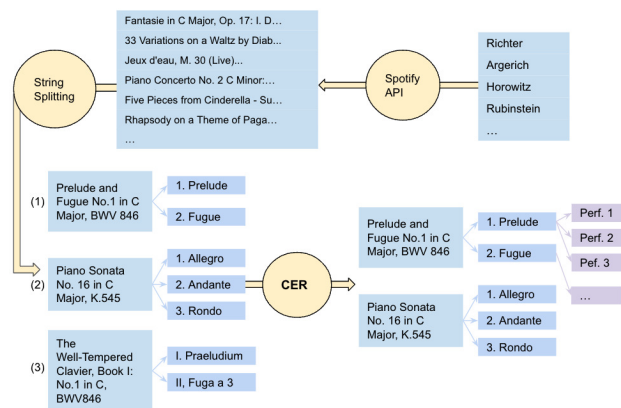 Fantasie in C Major, Op. 17: I. D…
33 Variations on a Waltz by Diab...
Jeux d'eau, M. 30 (Live)...
Piano Concerto No. 2 C Minor:…
Five Pieces from Cinderella - Su…
Rhapsody on a Theme of Paga…
…
String
Splitting
Spotify
API
Richter
Argerich
Horowitz
Rubinstein
…
(1)
Prelude and
Fugue No.1 in C
Major, BWV 846
1. Prelude
2. Fugue
(2)
Piano Sonata
No. 16 in C
Major, K.545
1. Allegro
2. Andante
3. Rondo
(3)
The
Well-Tempered
Clavier, Book I:
No.1 in C,
BWV846
I. Praeludium
II, Fuga a 3
CER
Prelude and
Fugue No.1 in C
Major, BWV 846
1. Prelude
2. Fugue
Perf. 1
Perf. 2
Pef. 3
…
Piano Sonata
No. 16 in C
Major, K.545
1. Allegro
2. Andante
3. Rondo